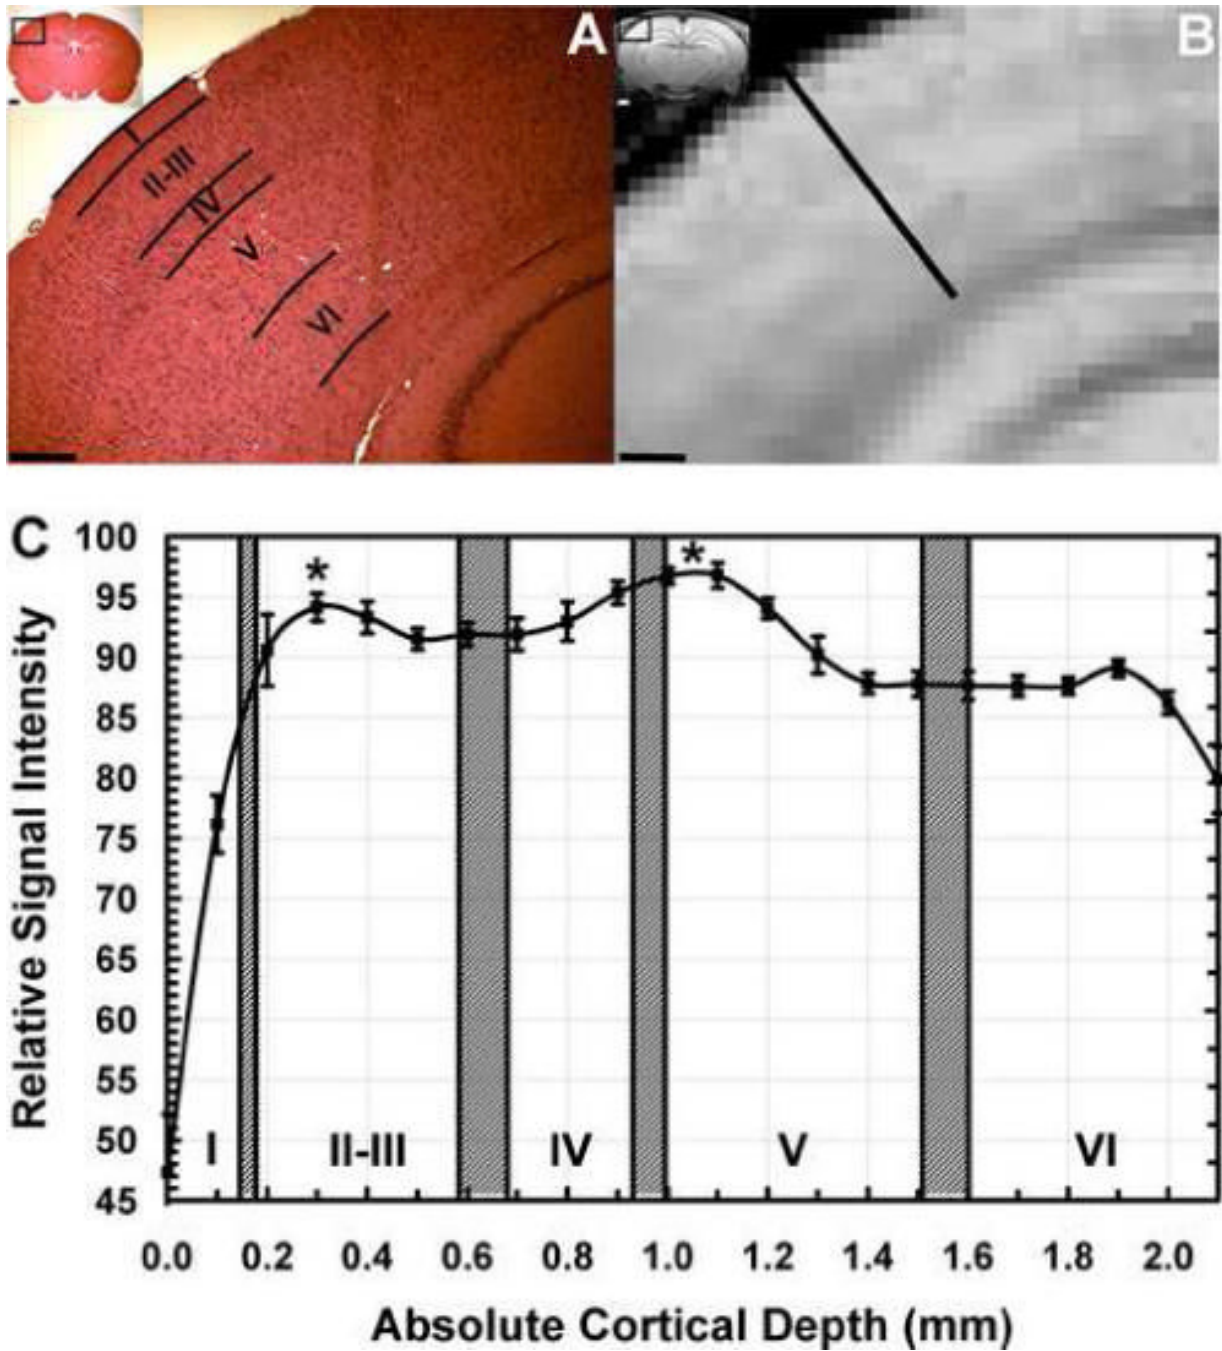 A
B
I
II-III
IV
V
VI
C
100
95
90
85
80
75
70
65
60
55
50
45
Relative Signal Intensity
*
*
I
II-III
IV
V
VI
0.0 0.2 0.4 0.6 0.8 1.0 1.2 1.4 1.6 1.8 2.0
Absolute Cortical Depth (mm)